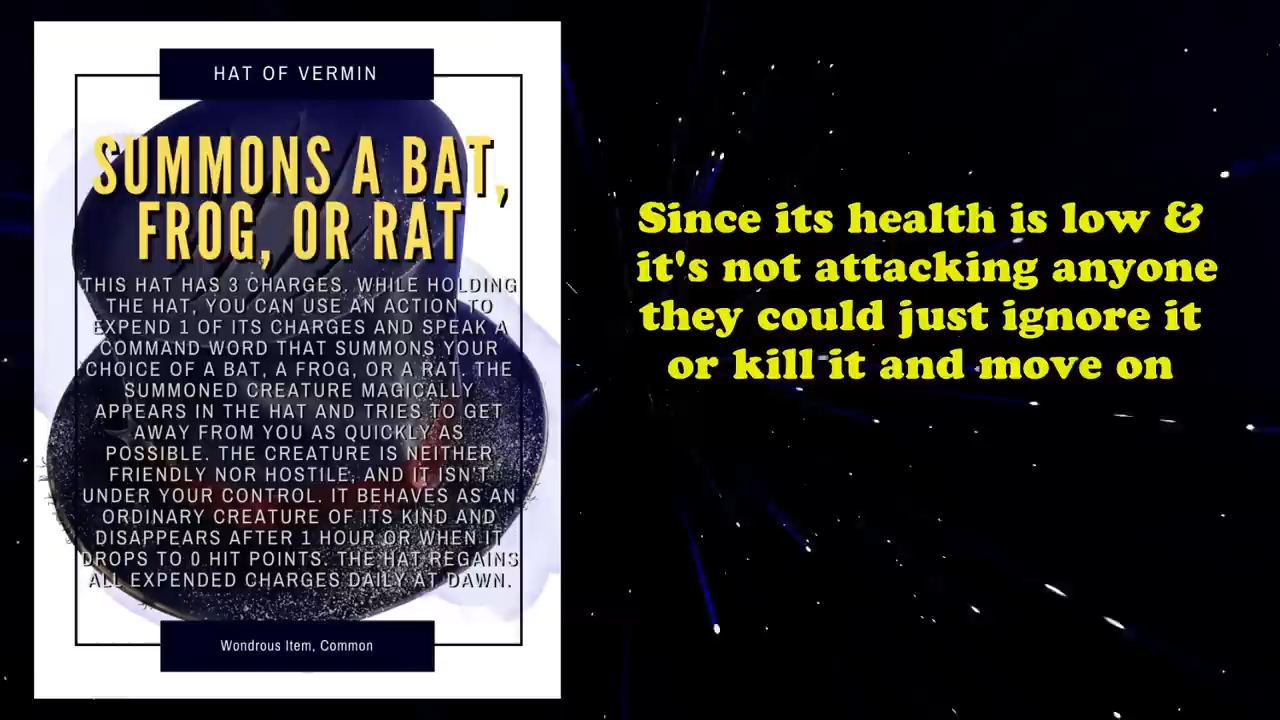 HAT OF VERMIN
SUMMONS A BAT,
FROG, OR RAT
THIS HAT HAS 3 CHARGES. WHILE HOLDING
THE HAT, YOU CAN USE AN ACTION TO
EXPEND 1 OF ITS CHARGES AND SPEAK A
COMMAND WORD THAT SUMMONS YOUR
CHOICE OF A BAT, A FROG, OR A RAT. THE
SUMMONED CREATURE MAGICALLY
APPEARS IN THE HAT AND TRIES TO GET
AWAY FROM YOU AS QUICKLY AS
POSSIBLE. THE CREATURE IS NEITHER
FRIENDLY NOR HOSTILE, AND IT ISN'T
UNDER YOUR CONTROL. IT BEHAVES AS AN
ORDINARY CREATURE OF ITS KIND AND
DISAPPEARS AFTER 1 HOUR OR WHEN IT
DROPS TO 0 HIT POINTS. THE HAT REGAINS
ALL EXPENDED CHARGES DAILY AT DAWN.
Wondrous Item, Common
Since its health is low &
it's not attacking anyone
they could just ignore it
or kill it and move on